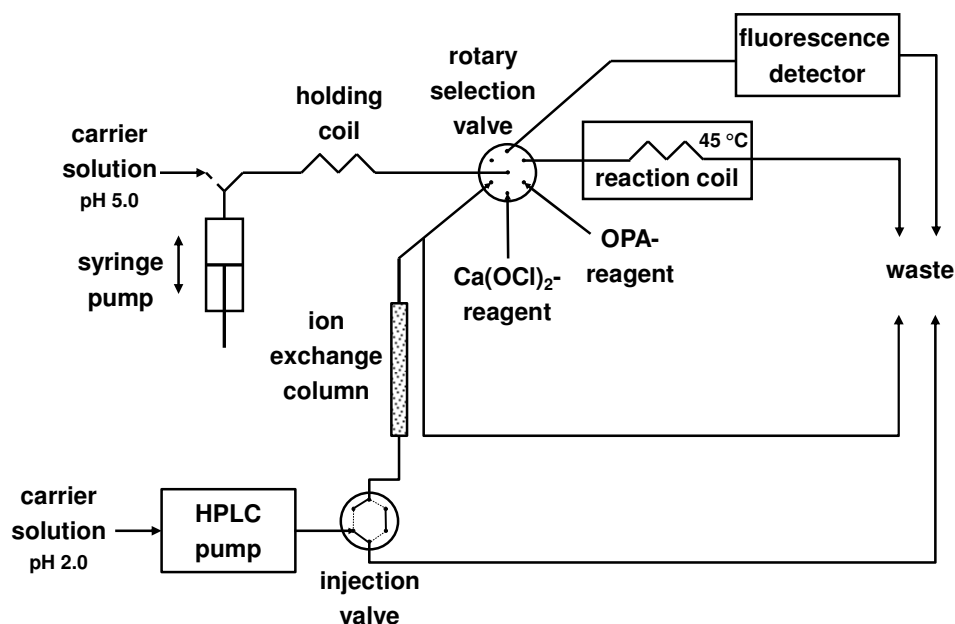 fluorescence
detector
rotary
selection
valve
holding
coil
carrier
solution
pH 5.0
45 °C
reaction coil
syringe
pump
OPA-
reagent
Ca(OCl)₂-
reagent
waste
ion
exchange
column
carrier
solution
pH 2.0
HPLC
pump
injection
valve